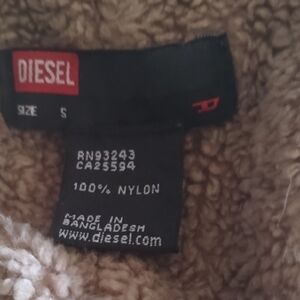 DIESEL
SIZE S
RN93243
CA25594
100% NYLON
MADE IN
BANGLADESH
www.diesel.com